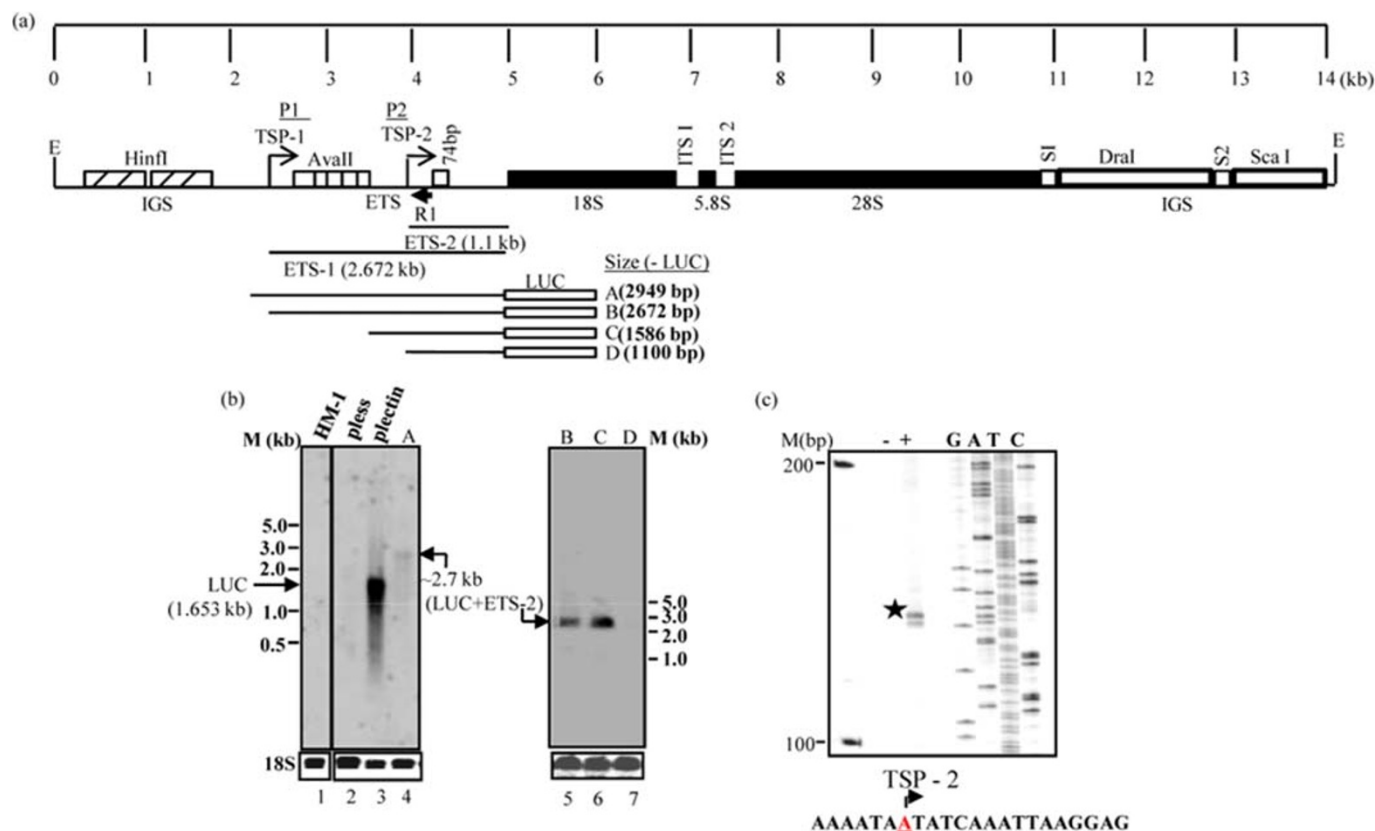 (a)
0 1 2 3 4 5 6 7 8 9 10 11 12 13 14 (kb)
P1 P2
TSP-1 TSP-2 74bp ITS 1 ITS 2
E HinfI AvaII S1 DraI S2 Sca I E
IGS ETS 18S 5.8S 28S IGS
R1
ETS-2 (1.1 kb)
ETS-1 (2.672 kb) Size (- LUC)
LUC
A(2949 bp)
B(2672 bp)
C(1586 bp)
D(1100 bp)
(b)
HM-1 pless plectin
M (kb) A
5.0
3.0
2.0
1.0
0.5
LUC
(1.653 kb)
~2.7 kb
(LUC+ETS-2)
18S
1 2 3 4
B C D M (kb)
5.0
3.0
2.0
1.0
5 6 7
(c)
M(bp) - + G A T C
200
100
TSP - 2
AAAATAATATCAAATTAAGGAG